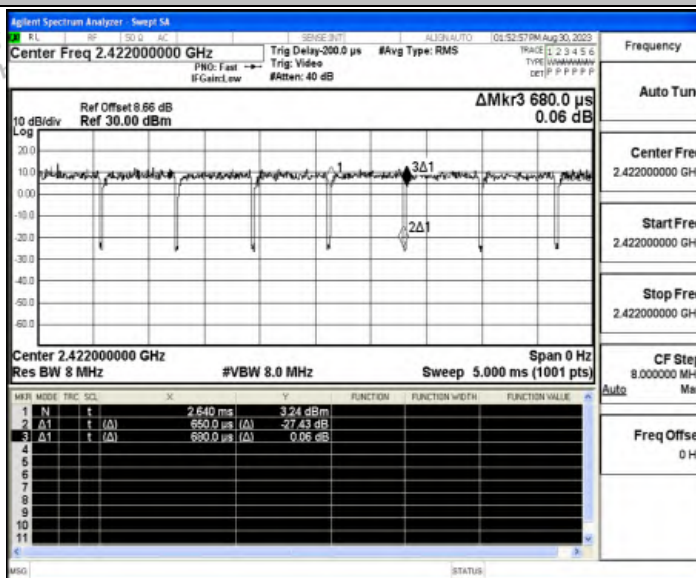 Agilent Spectrum Analyzer - Swept SA
RL RF 50 Ω AC SENSE:INT ALIGNAUTO 01:52:57 PM Aug 30, 2023
Center Freq 2.422000000 GHz
PNO: Fast
IFGain:Low
Trig Delay-200.0 µs
Trig: Video
#Atten: 40 dB
#Avg Type: RMS
TRACE 1 2 3 4 5 6
TYPE WWWWWW
DET P P P P P P
Ref Offset 8.66 dB
10 dB/div Ref 30.00 dBm
Log
ΔMkr3 680.0 µs
0.06 dB
20.0
10.0
0.00
-10.0
-20.0
-30.0
-40.0
-50.0
-60.0
1
3Δ1
2Δ1
Center 2.422000000 GHz Span 0 Hz
Res BW 8 MHz #VBW 8.0 MHz Sweep 5.000 ms (1001 pts)
MKR MODE TRC SCL X Y FUNCTION FUNCTION WIDTH FUNCTION VALUE
1 N t 2.640 ms 3.24 dBm
2 Δ1 t (Δ) 650.0 µs (Δ) -27.43 dB
3 Δ1 t (Δ) 680.0 µs (Δ) 0.06 dB
4
5
6
7
8
9
10
11
MSG STATUS
Frequency
Auto Tun
Center Fre
2.422000000 GH
Start Fre
2.422000000 GH
Stop Fre
2.422000000 GH
CF Step
8.000000 MH
Auto Ma
Freq Offse
0 H